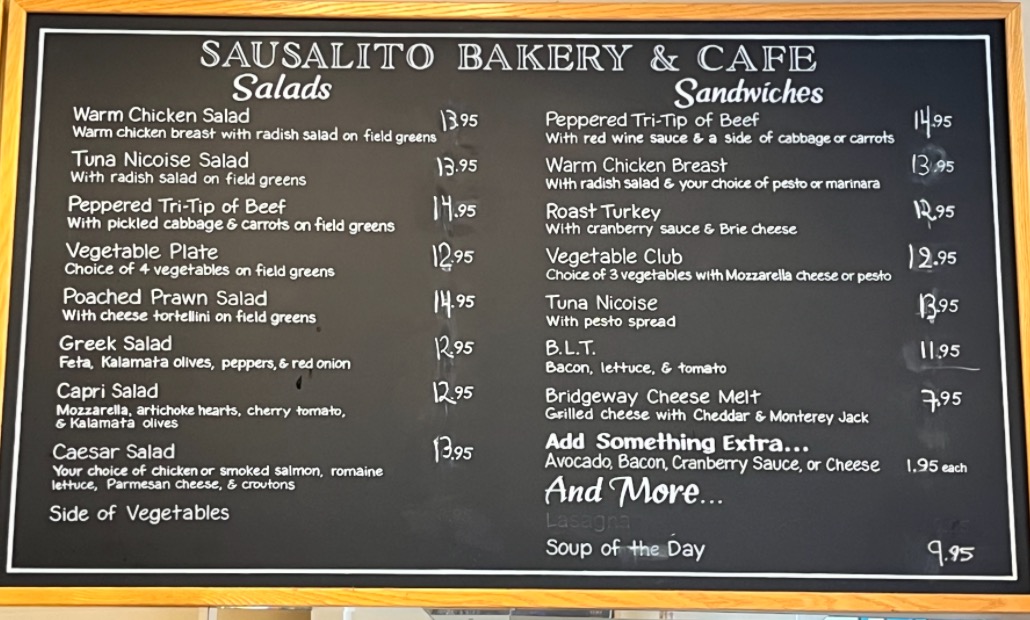 SAUSALITO BAKERY & CAFE
Salads
Warm Chicken Salad 13.95
Warm chicken breast with radish salad on field greens
Tuna Nicoise Salad 13.95
With radish salad on field greens
Peppered Tri-Tip of Beef 14.95
With pickled cabbage & carrots on field greens
Vegetable Plate 12.95
Choice of 4 vegetables on field greens
Poached Prawn Salad 14.95
With cheese tortellini on field greens
Greek Salad 12.95
Feta, Kalamata olives, peppers, & red onion
Capri Salad 12.95
Mozzarella, artichoke hearts, cherry tomato,
& Kalamata olives
Caesar Salad 13.95
Your choice of chicken or smoked salmon, romaine
lettuce, Parmesan cheese, & croutons
Side of Vegetables
Sandwiches
Peppered Tri-Tip of Beef 14.95
With red wine sauce & a side of cabbage or carrots
Warm Chicken Breast 13.95
With radish salad & your choice of pesto or marinara
Roast Turkey 12.95
With cranberry sauce & Brie cheese
Vegetable Club 12.95
Choice of 3 vegetables with Mozzarella cheese or pesto
Tuna Nicoise 13.95
With pesto spread
B.L.T. 11.95
Bacon, lettuce, & tomato
Bridgeway Cheese Melt 7.95
Grilled cheese with Cheddar & Monterey Jack
Add Something Extra...
Avocado, Bacon, Cranberry Sauce, or Cheese 1.95 each
And More...
Lasagna
Soup of the Day 9.95